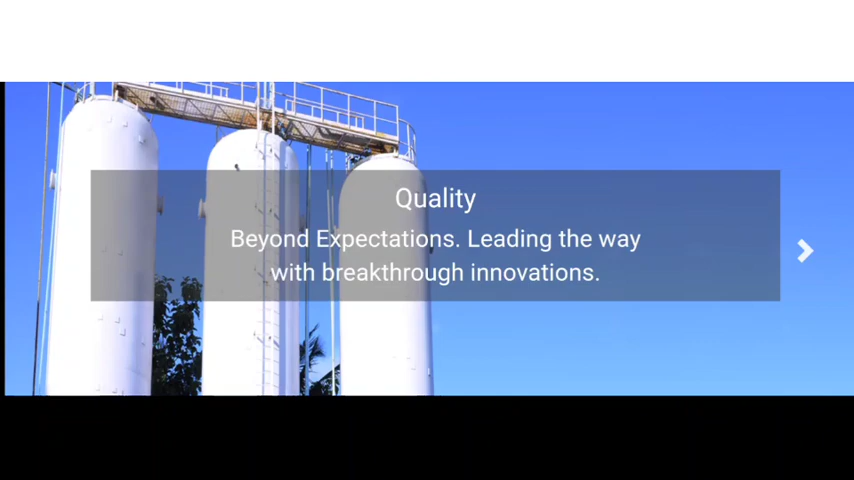 Quality
Beyond Expectations. Leading the way
with breakthrough innovations.